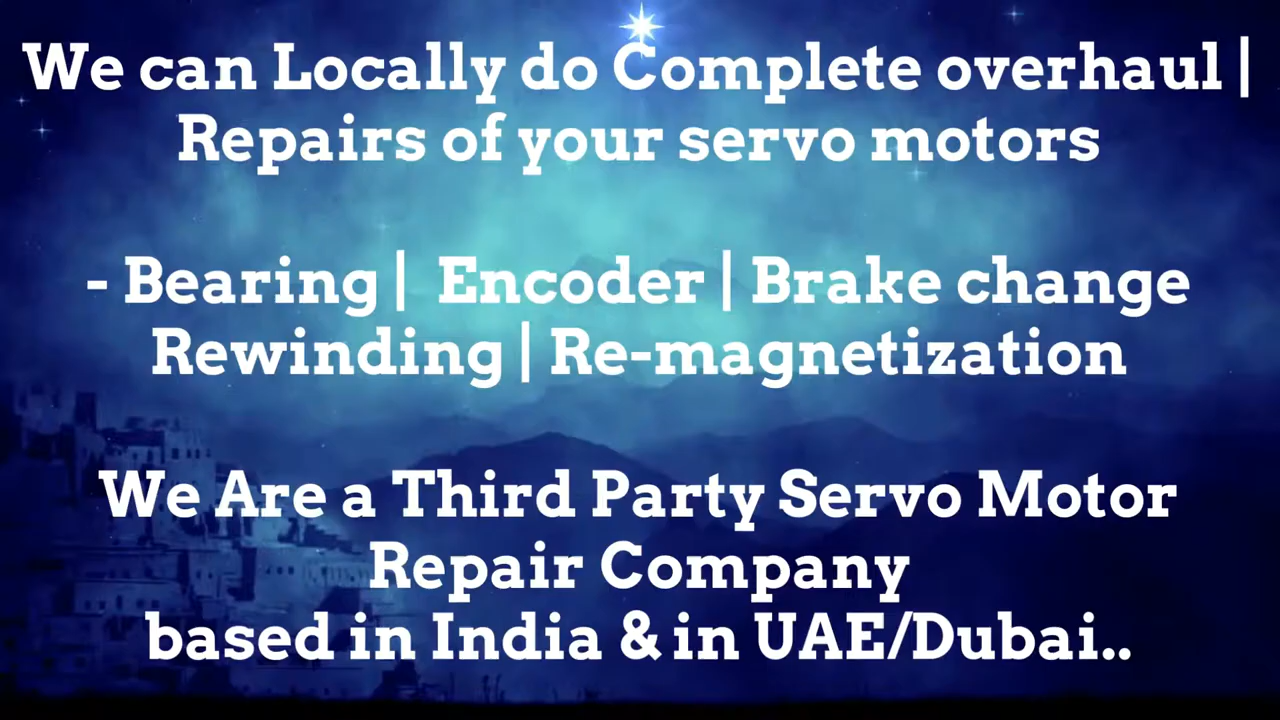 We can Locally do Complete overhaul |
Repairs of your servo motors
- Bearing | Encoder | Brake change
Rewinding | Re-magnetization
We Are a Third Party Servo Motor
Repair Company
based in India & in UAE/Dubai..